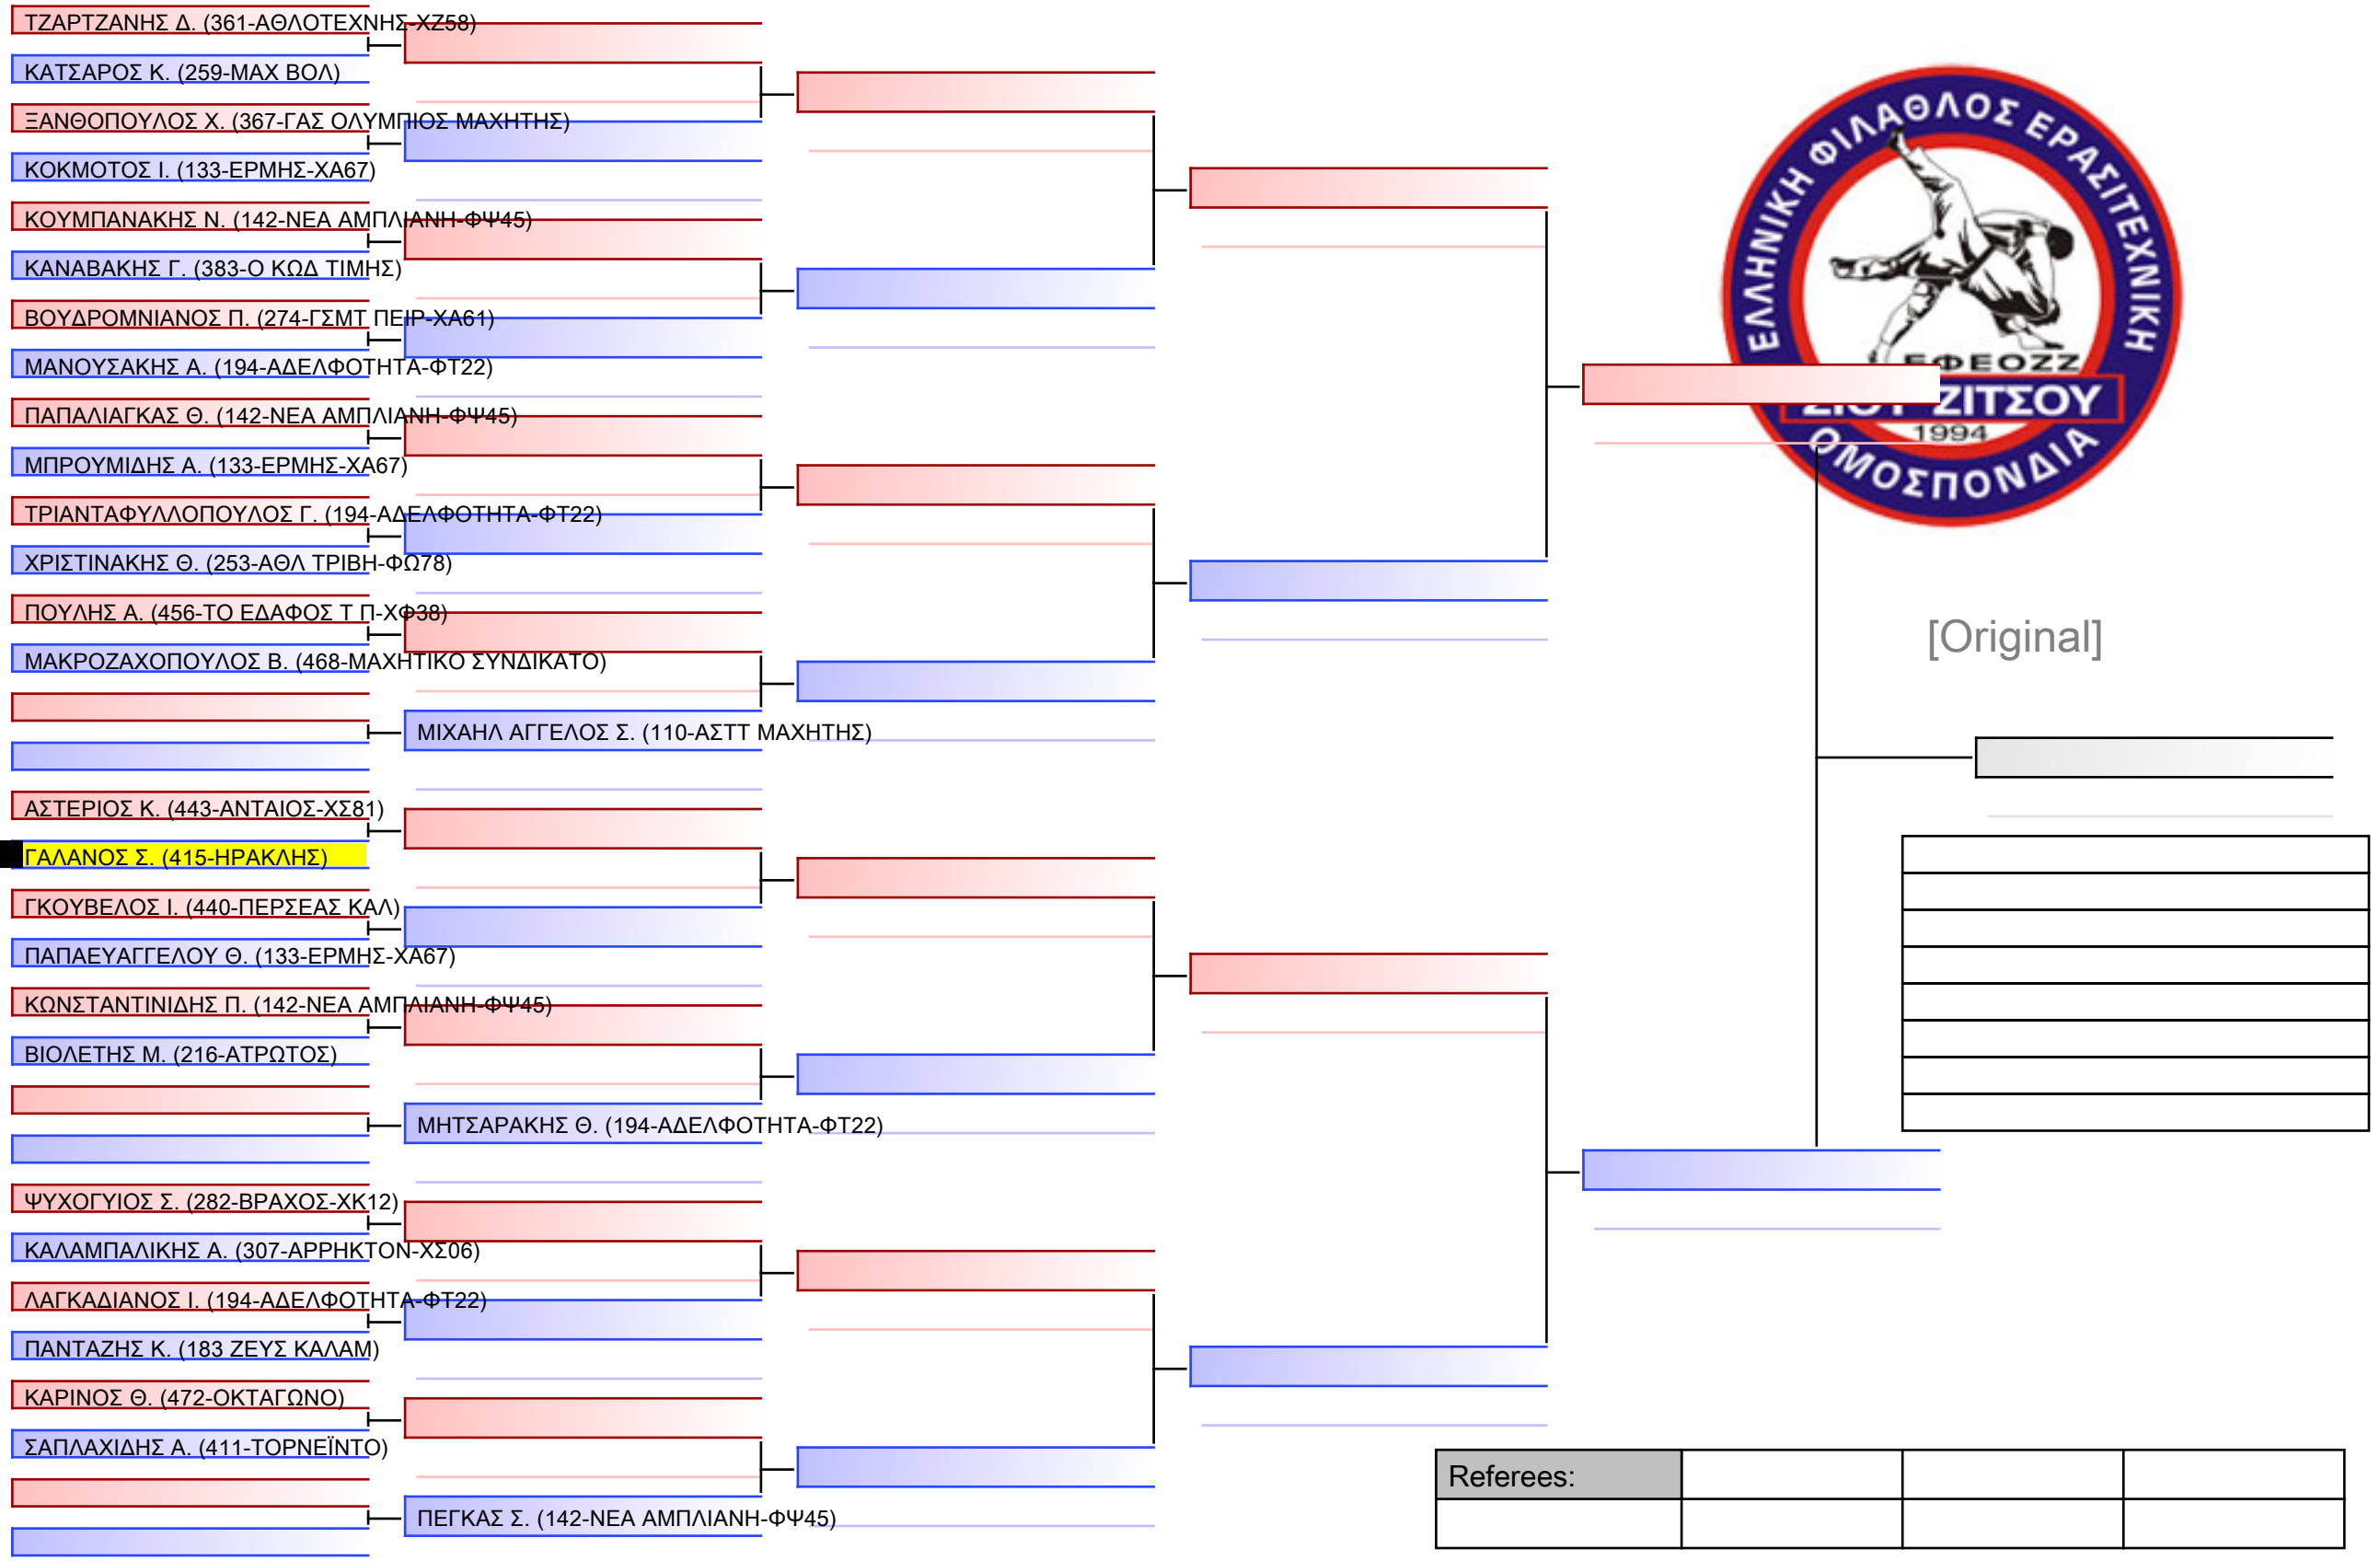 ΤΖΑΡΤΖΑΝΗΣ Δ. (361-ΑΘΛΟΤΕΧΝΗΣ-ΧΖ58)
ΚΑΤΣΑΡΟΣ Κ. (259-ΜΑΧ ΒΟΛ)
ΞΑΝΘΟΠΟΥΛΟΣ Χ. (367-ΓΑΣ ΟΛΥΜΠΙΟΣ ΜΑΧΗΤΗΣ)
ΚΟΚΜΟΤΟΣ Ι. (133-ΕΡΜΗΣ-ΧΑ67)
ΚΟΥΜΠΑΝΑΚΗΣ Ν. (142-ΝΕΑ ΑΜΠΛΙΑΝΗ-ΦΨ45)
ΚΑΝΑΒΑΚΗΣ Γ. (383-Ο ΚΩΔ ΤΙΜΗΣ)
ΒΟΥΔΡΟΜΝΙΑΝΟΣ Π. (274-ΓΣΜΤ ΠΕΙΡ-ΧΑ61)
ΜΑΝΟΥΣΑΚΗΣ Α. (194-ΑΔΕΛΦΟΤΗΤΑ-ΦΤ22)
ΠΑΠΑΛΙΑΓΚΑΣ Θ. (142-ΝΕΑ ΑΜΠΛΙΑΝΗ-ΦΨ45)
ΜΠΡΟΥΜΙΔΗΣ Α. (133-ΕΡΜΗΣ-ΧΑ67)
ΤΡΙΑΝΤΑΦΥΛΛΟΠΟΥΛΟΣ Γ. (194-ΑΔΕΛΦΟΤΗΤΑ-ΦΤ22)
ΧΡΙΣΤΙΝΑΚΗΣ Θ. (253-ΑΘΛ ΤΡΙΒΗ-ΦΩ78)
ΠΟΥΛΗΣ Α. (456-ΤΟ ΕΔΑΦΟΣ Τ Π-ΧΦ38)
ΜΑΚΡΟΖΑΧΟΠΟΥΛΟΣ Β. (468-ΜΑΧΗΤΙΚΟ ΣΥΝΔΙΚΑΤΟ)
ΜΙΧΑΗΛ ΑΓΓΕΛΟΣ Σ. (110-ΑΣΤΤ ΜΑΧΗΤΗΣ)
ΑΣΤΕΡΙΟΣ Κ. (443-ΑΝΤΑΙΟΣ-ΧΣ81)
ΓΑΛΑΝΟΣ Σ. (415-ΗΡΑΚΛΗΣ)
ΓΚΟΥΒΕΛΟΣ Ι. (440-ΠΕΡΣΕΑΣ ΚΑΛ)
ΠΑΠΑΕΥΑΓΓΕΛΟΥ Θ. (133-ΕΡΜΗΣ-ΧΑ67)
ΚΩΝΣΤΑΝΤΙΝΙΔΗΣ Π. (142-ΝΕΑ ΑΜΠΛΙΑΝΗ-ΦΨ45)
ΒΙΟΛΕΤΗΣ Μ. (216-ΑΤΡΩΤΟΣ)
ΜΗΤΣΑΡΑΚΗΣ Θ. (194-ΑΔΕΛΦΟΤΗΤΑ-ΦΤ22)
ΨΥΧΟΓΥΙΟΣ Σ. (282-ΒΡΑΧΟΣ-ΧΚ12)
ΚΑΛΑΜΠΑΛΙΚΗΣ Α. (307-ΑΡΡΗΚΤΟΝ-ΧΣ06)
ΛΑΓΚΑΔΙΑΝΟΣ Ι. (194-ΑΔΕΛΦΟΤΗΤΑ-ΦΤ22)
ΠΑΝΤΑΖΗΣ Κ. (183 ΖΕΥΣ ΚΑΛΑΜ)
ΚΑΡΙΝΟΣ Θ. (472-ΟΚΤΑΓΩΝΟ)
ΣΑΠΛΑΧΙΔΗΣ Α. (411-ΤΟΡΝΕΪΝΤΟ)
ΠΕΓΚΑΣ Σ. (142-ΝΕΑ ΑΜΠΛΙΑΝΗ-ΦΨ45)
ΕΛΛΗΝΙΚΗ ΦΙΛΑΘΛΟΣ ΕΡΑΣΙΤΕΧΝΙΚΗ
ΕΦΕΟΖΖ
ΖΙΤΣΟΥ
1994
ΟΜΟΣΠΟΝΔΙΑ
[Original]
Referees: